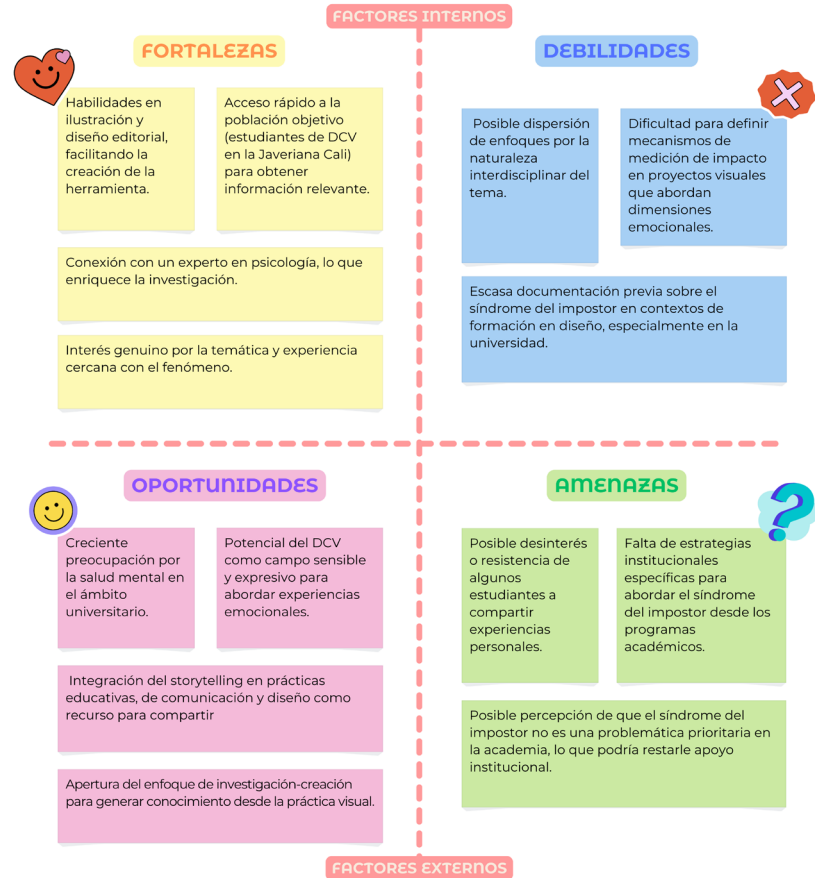 FACTORES INTERNOS
FORTALEZAS
Habilidades en
ilustración y
diseño editorial,
facilitando la
creación de la
herramienta.
Acceso rápido a la
población objetivo
(estudiantes de DCV
en la Javeriana Cali)
para obtener
información relevante.
Conexión con un experto en psicología, lo que
enriquece la investigación.
Interés genuino por la temática y experiencia
cercana con el fenómeno.
DEBILIDADES
Posible dispersión
de enfoques por la
naturaleza
interdisciplinar del
tema.
Dificultad para definir
mecanismos de
medición de impacto
en proyectos visuales
que abordan
dimensiones
emocionales.
Escasa documentación previa sobre el
síndrome del impostor en contextos de
formación en diseño, especialmente en la
universidad.
OPORTUNIDADES
Creciente
preocupación por
la salud mental en
el ámbito
universitario.
Potencial del DCV
como campo sensible
y expresivo para
abordar experiencias
emocionales.
Integración del storytelling en prácticas
educativas, de comunicación y diseño como
recurso para compartir
Apertura del enfoque de investigación-creación
para generar conocimiento desde la práctica visual.
AMENAZAS
Posible desinterés
o resistencia de
algunos
estudiantes a
compartir
experiencias
personales.
Falta de estrategias
institucionales
específicas para
abordar el síndrome
del impostor desde los
programas
académicos.
Posible percepción de que el síndrome del
impostor no es una problemática prioritaria en
la academia, lo que podría restarle apoyo
institucional.
FACTORES EXTERNOS